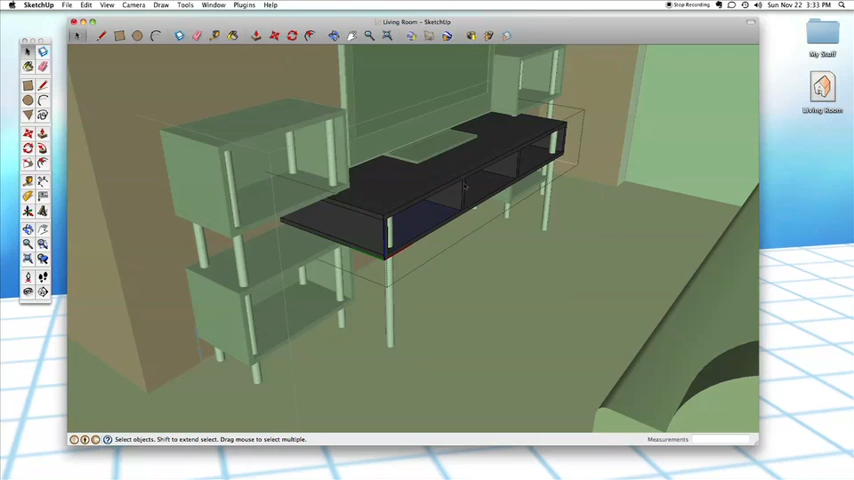 SketchUp File Edit View Camera Draw Tools Window Plugins Help
Stop Recording
Sun Nov 22 3:33 PM
Living Room - SketchUp
My Stuff
Living Room
Select objects. Shift to extend select. Drag mouse to select multiple.
Measurements